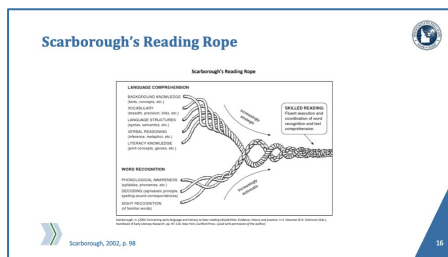 Scarborough's Reading Rope
Scarborough's Reading Rope
LANGUAGE COMPREHENSION
BACKGROUND KNOWLEDGE
(facts, concepts, etc.)
VOCABULARY
(breadth, precision, links, etc.)
LANGUAGE STRUCTURES
(syntax, semantics, etc.)
VERBAL REASONING
(inference, metaphor, etc.)
LITERACY KNOWLEDGE
(print concepts, genres, etc.)
increasingly
strategic
SKILLED READING:
Fluent execution and
coordination of word
recognition and text
comprehension.
WORD RECOGNITION
PHONOLOGICAL AWARENESS
(syllables, phonemes, etc.)
DECODING (alphabetic principle,
spelling-sound correspondences)
SIGHT RECOGNITION
(of familiar words)
increasingly
automatic
Scarborough, 2002, p. 98
16